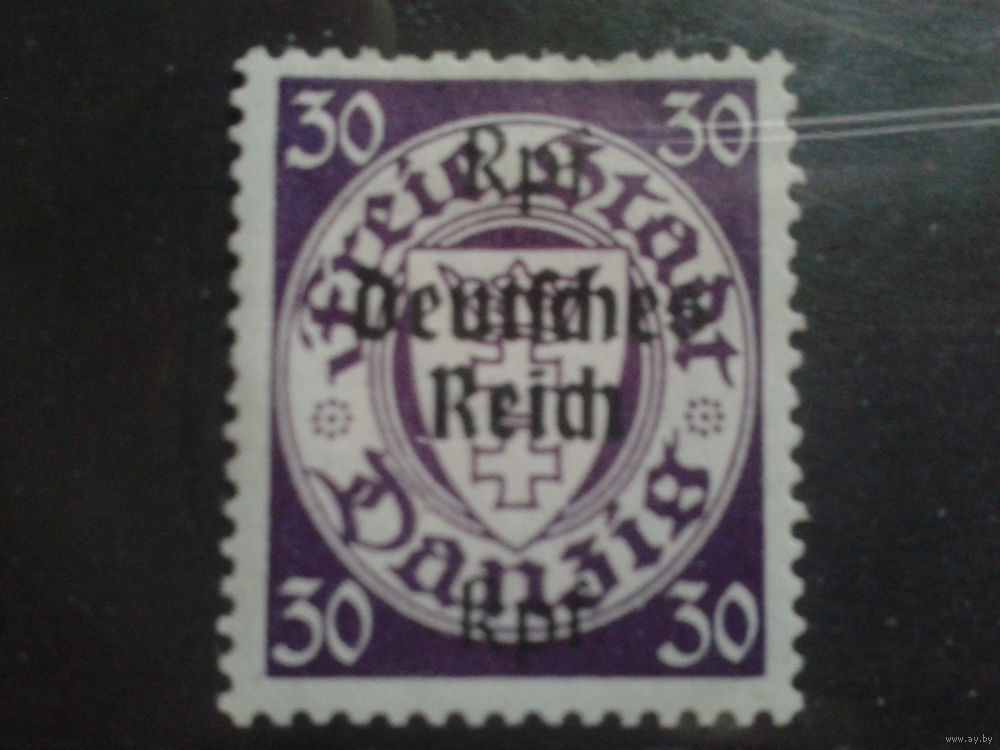 30 30
Rpf
Freie Stadt
deutsches
Reich
Danzig
Rpf
30 30
www.ay.by